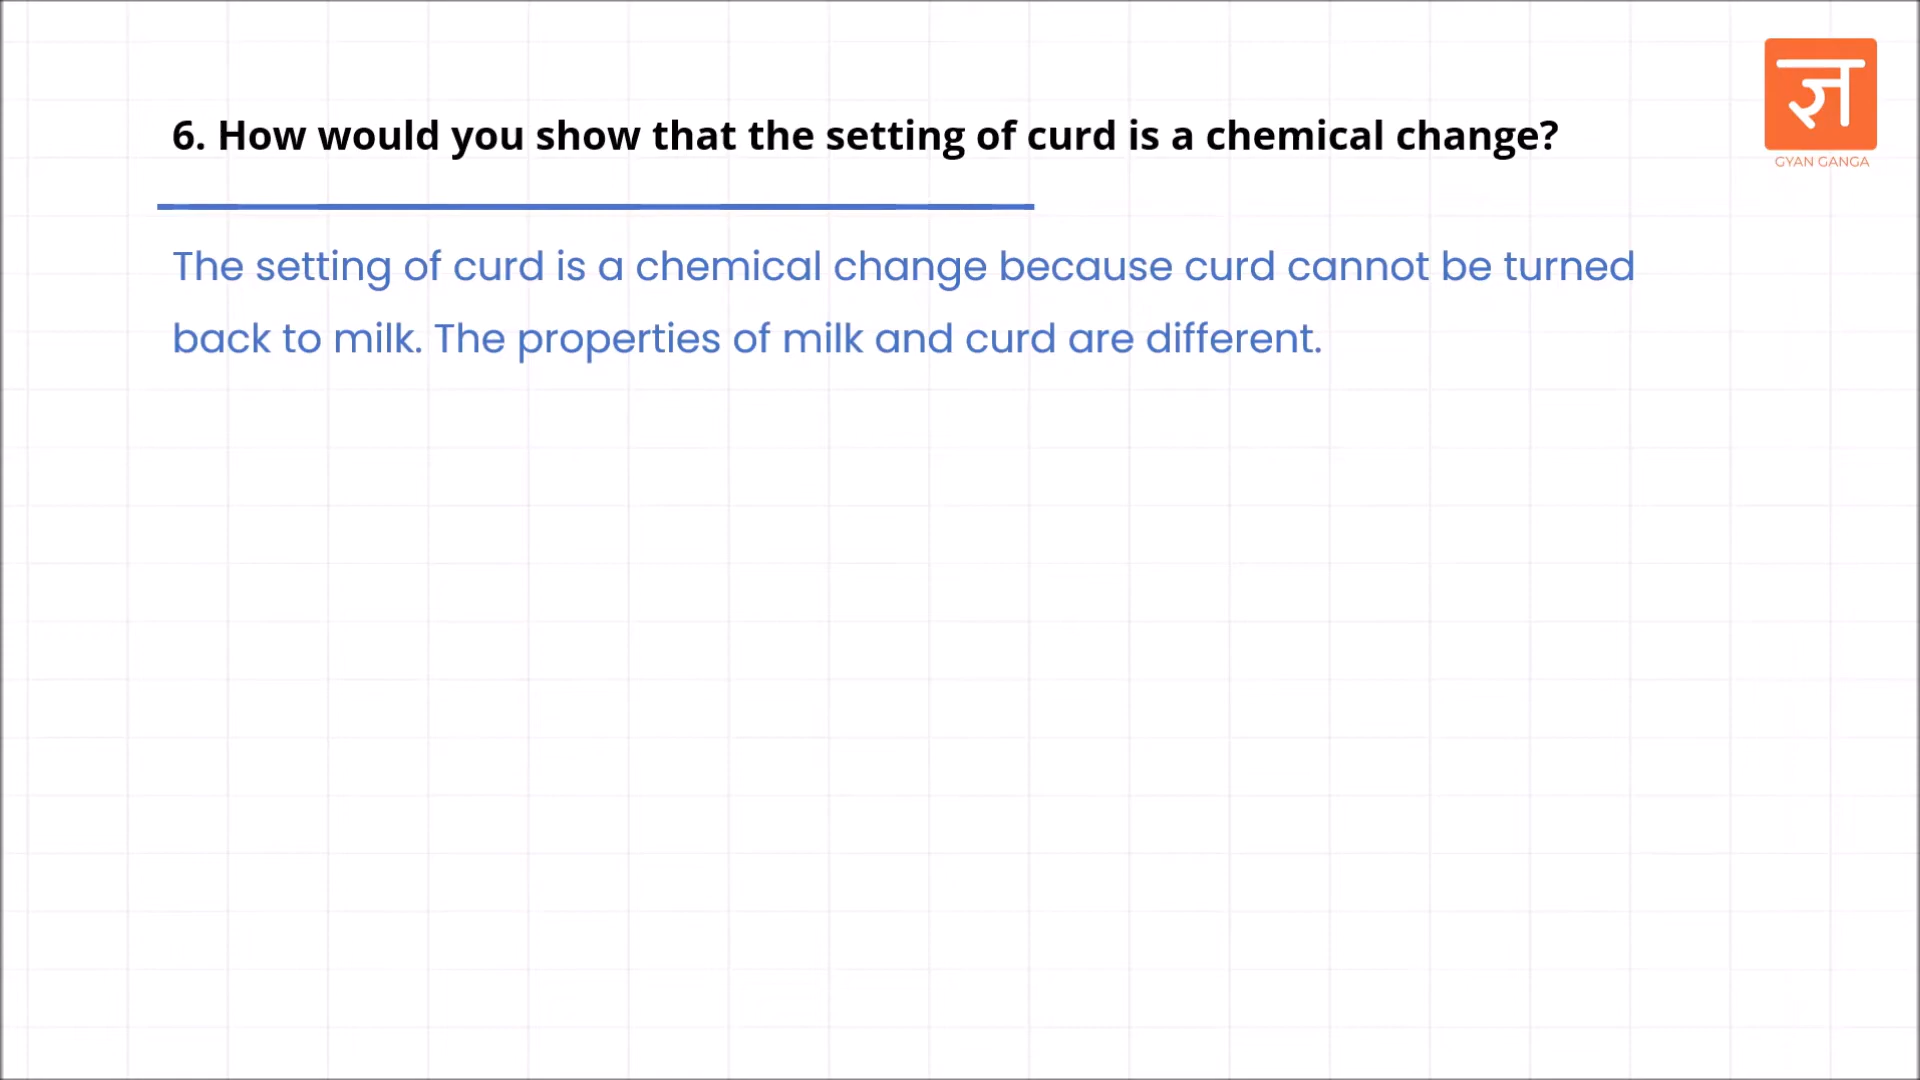 6. How would you show that the setting of curd is a chemical change?
ज्ञ
GYAN GANGA
The setting of curd is a chemical change because curd cannot be turned
back to milk. The properties of milk and curd are different.